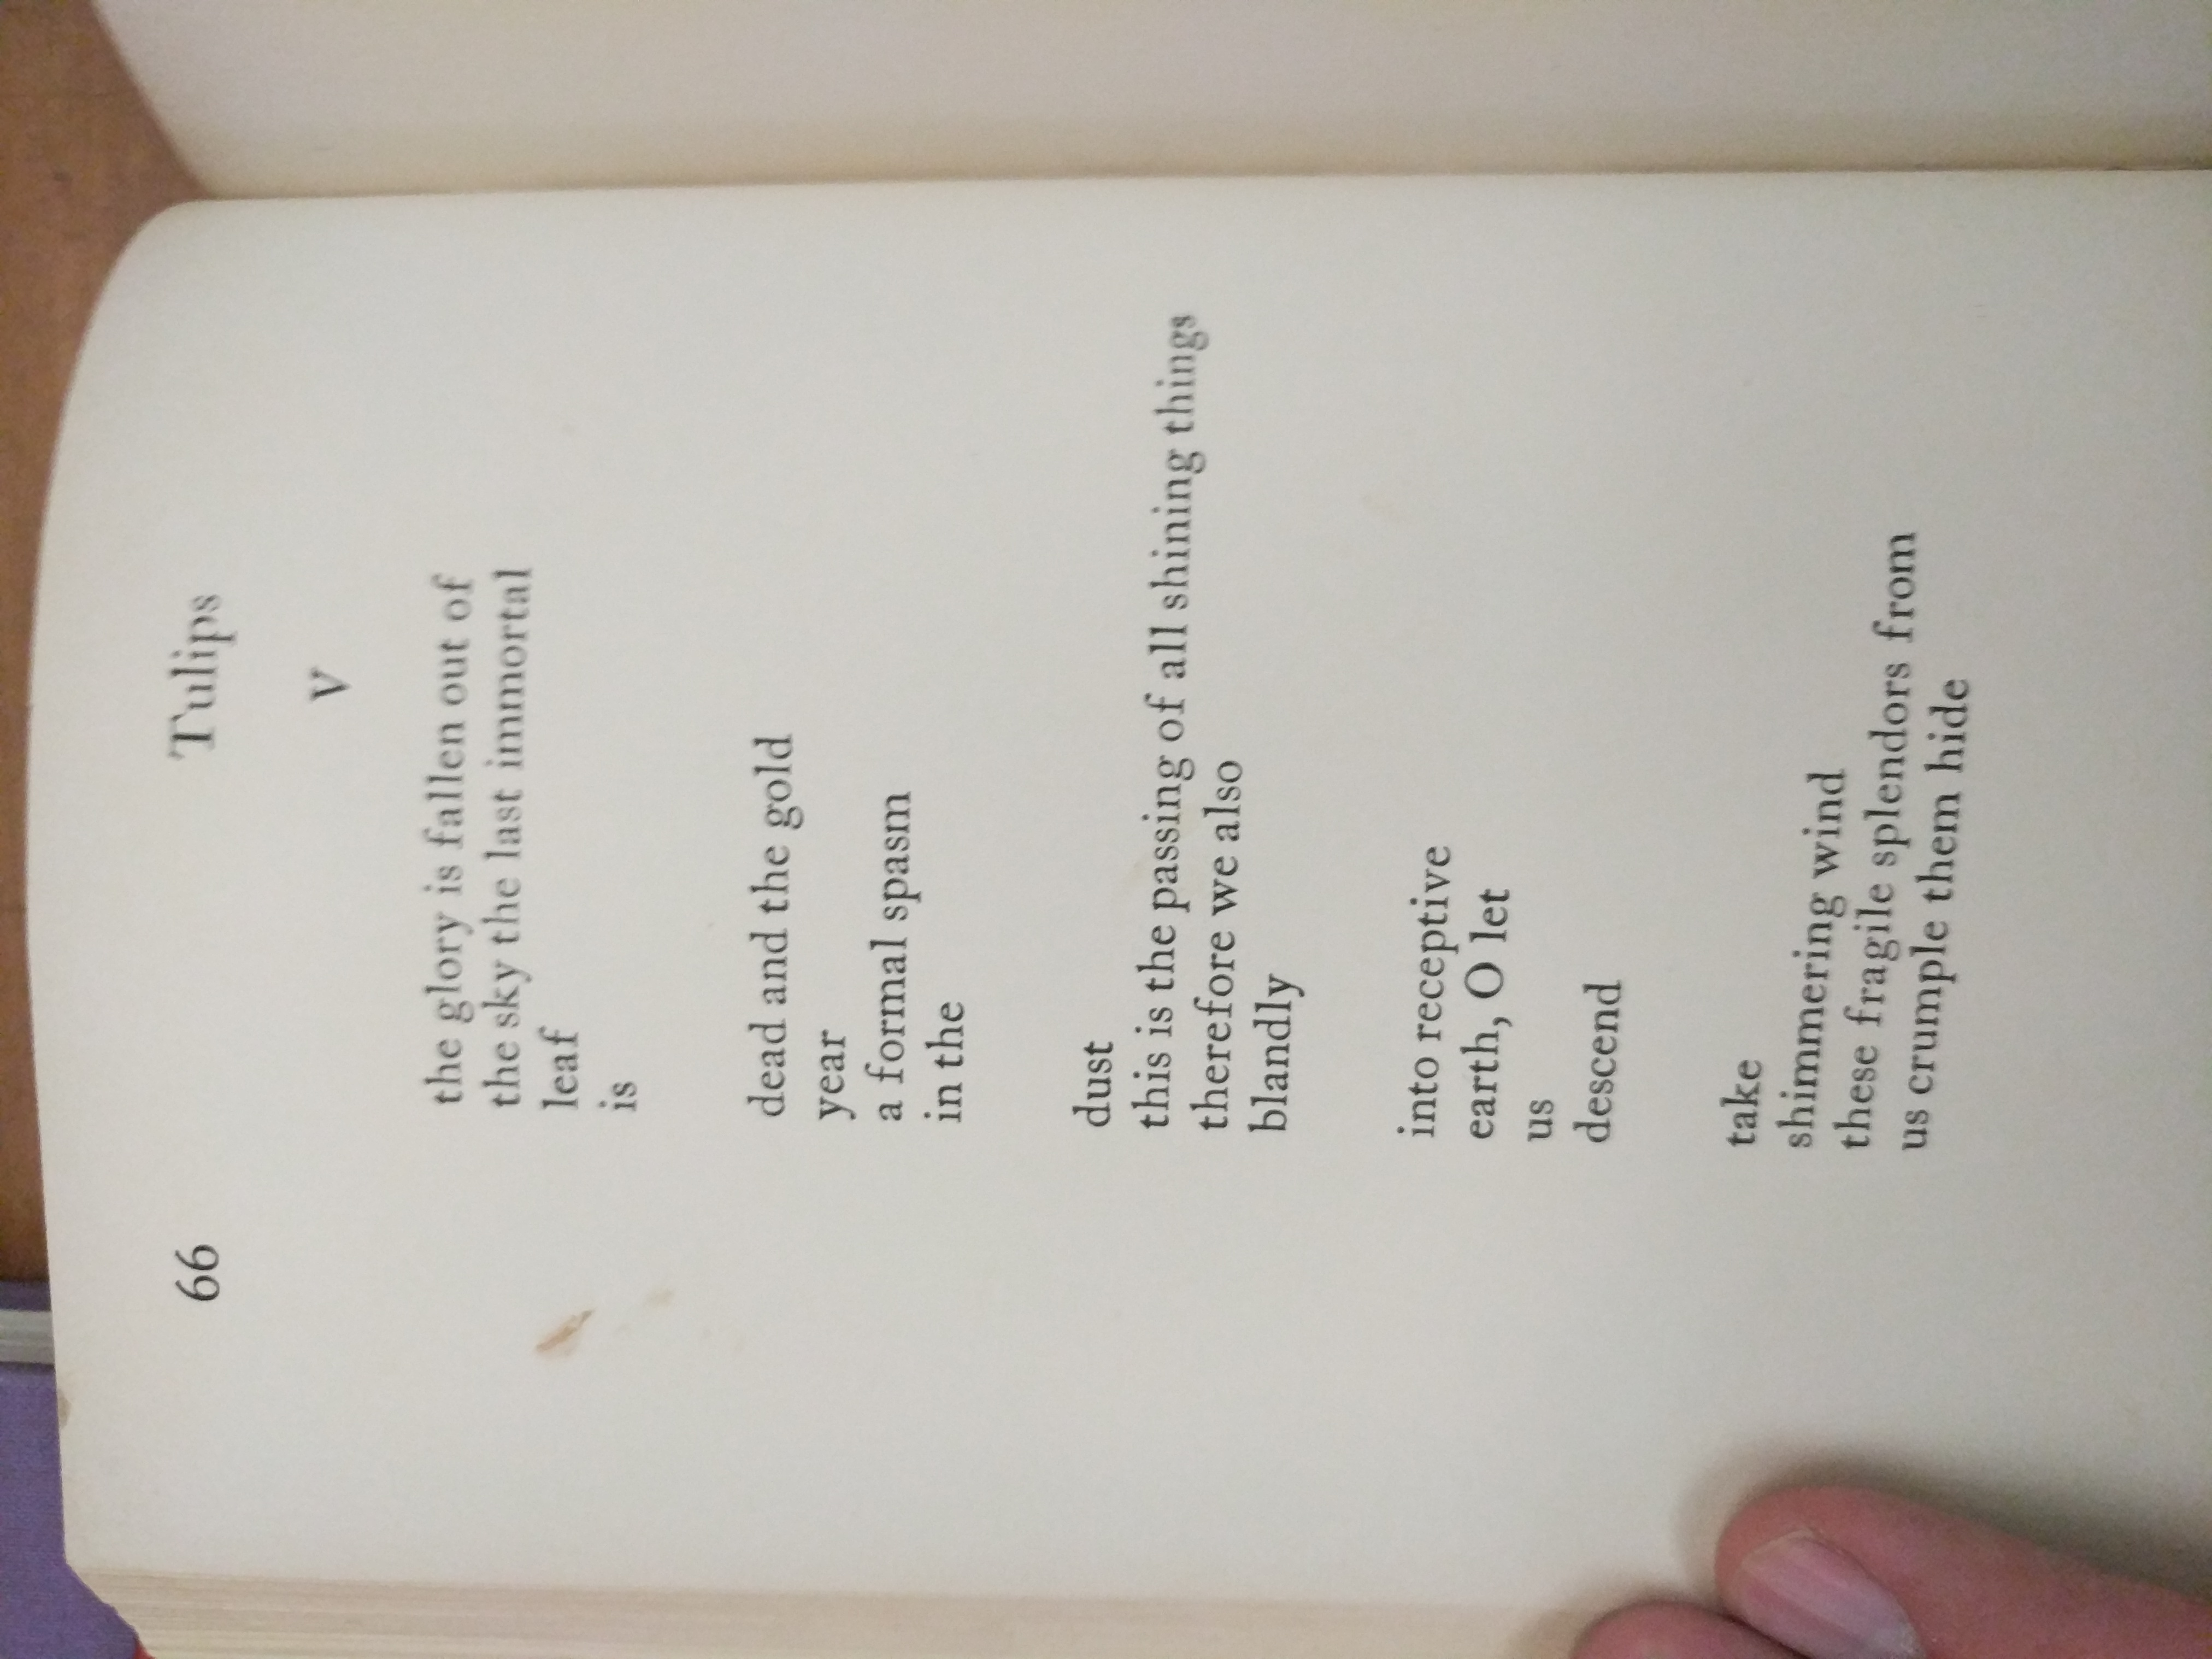 66 Tulips
V
the glory is fallen out of
the sky the last immortal
leaf
is
dead and the gold
year
a formal spasm
in the
dust
this is the passing of all shining things
therefore we also
blandly
into receptive
earth, O let
us
descend
take
shimmering wind
these fragile splendors from
us crumple them hide